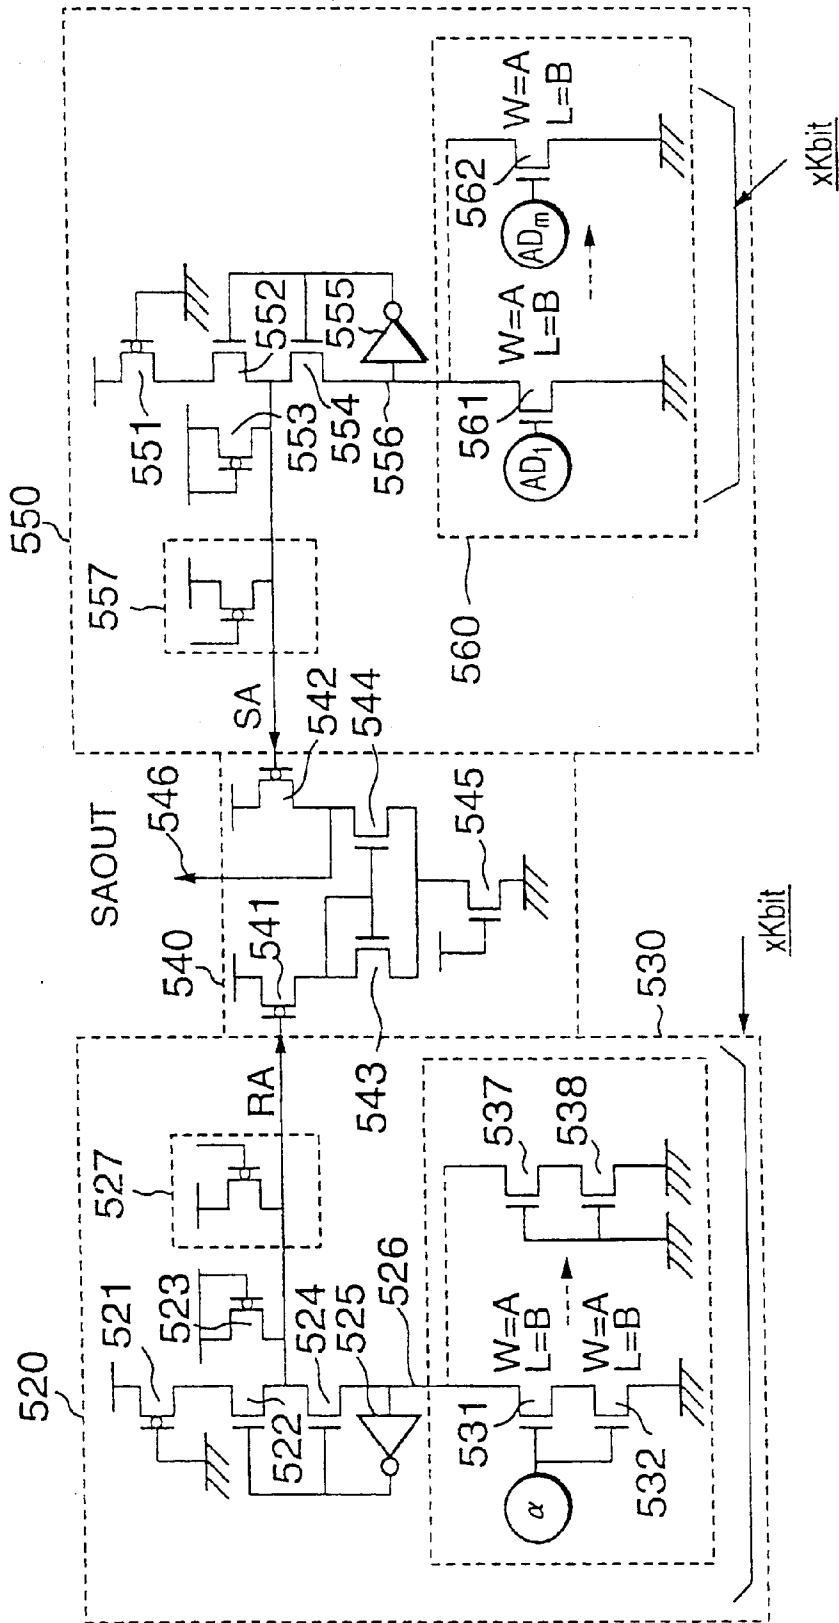 520
521
522
523
524
525
526
527
RA
530
531
W=A
L=B
532
W=A
L=B
537
538
α
xKbit
SAOUT
540
541
542
543
544
545
546
550
551
552
553
554
555
556
557
SA
560
561
W=A
L=B
562
W=A
L=B
AD1
ADm
xKbit